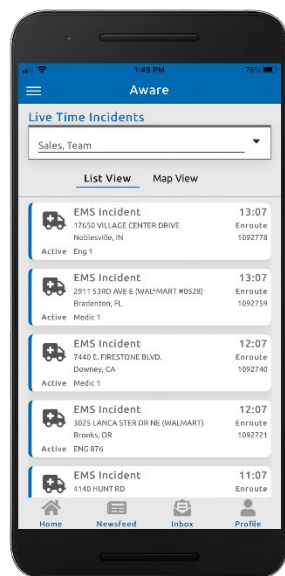 1:49 PM
76%
Aware
Live Time Incidents
Sales, Team
List View Map View
EMS Incident 13:07
17650 VILLAGE CENTER DRIVE Enroute
Noblesville, IN 1092778
Active Eng 1
EMS Incident 13:07
2911 53RD AVE E (WAL*MART #0528) Enroute
Bradenton, FL 1092759
Active Medic 1
EMS Incident 12:07
7440 E. FIRESTONE BLVD. Enroute
Downey, CA 1092740
Active Medic 1
EMS Incident 12:07
3025 LANCA STER DR NE (WALMART) Enroute
Brooks, OR 1092721
Active ENG 876
EMS Incident 11:07
4140 HUNT RD Enroute
Home Newsfeed Inbox Profile